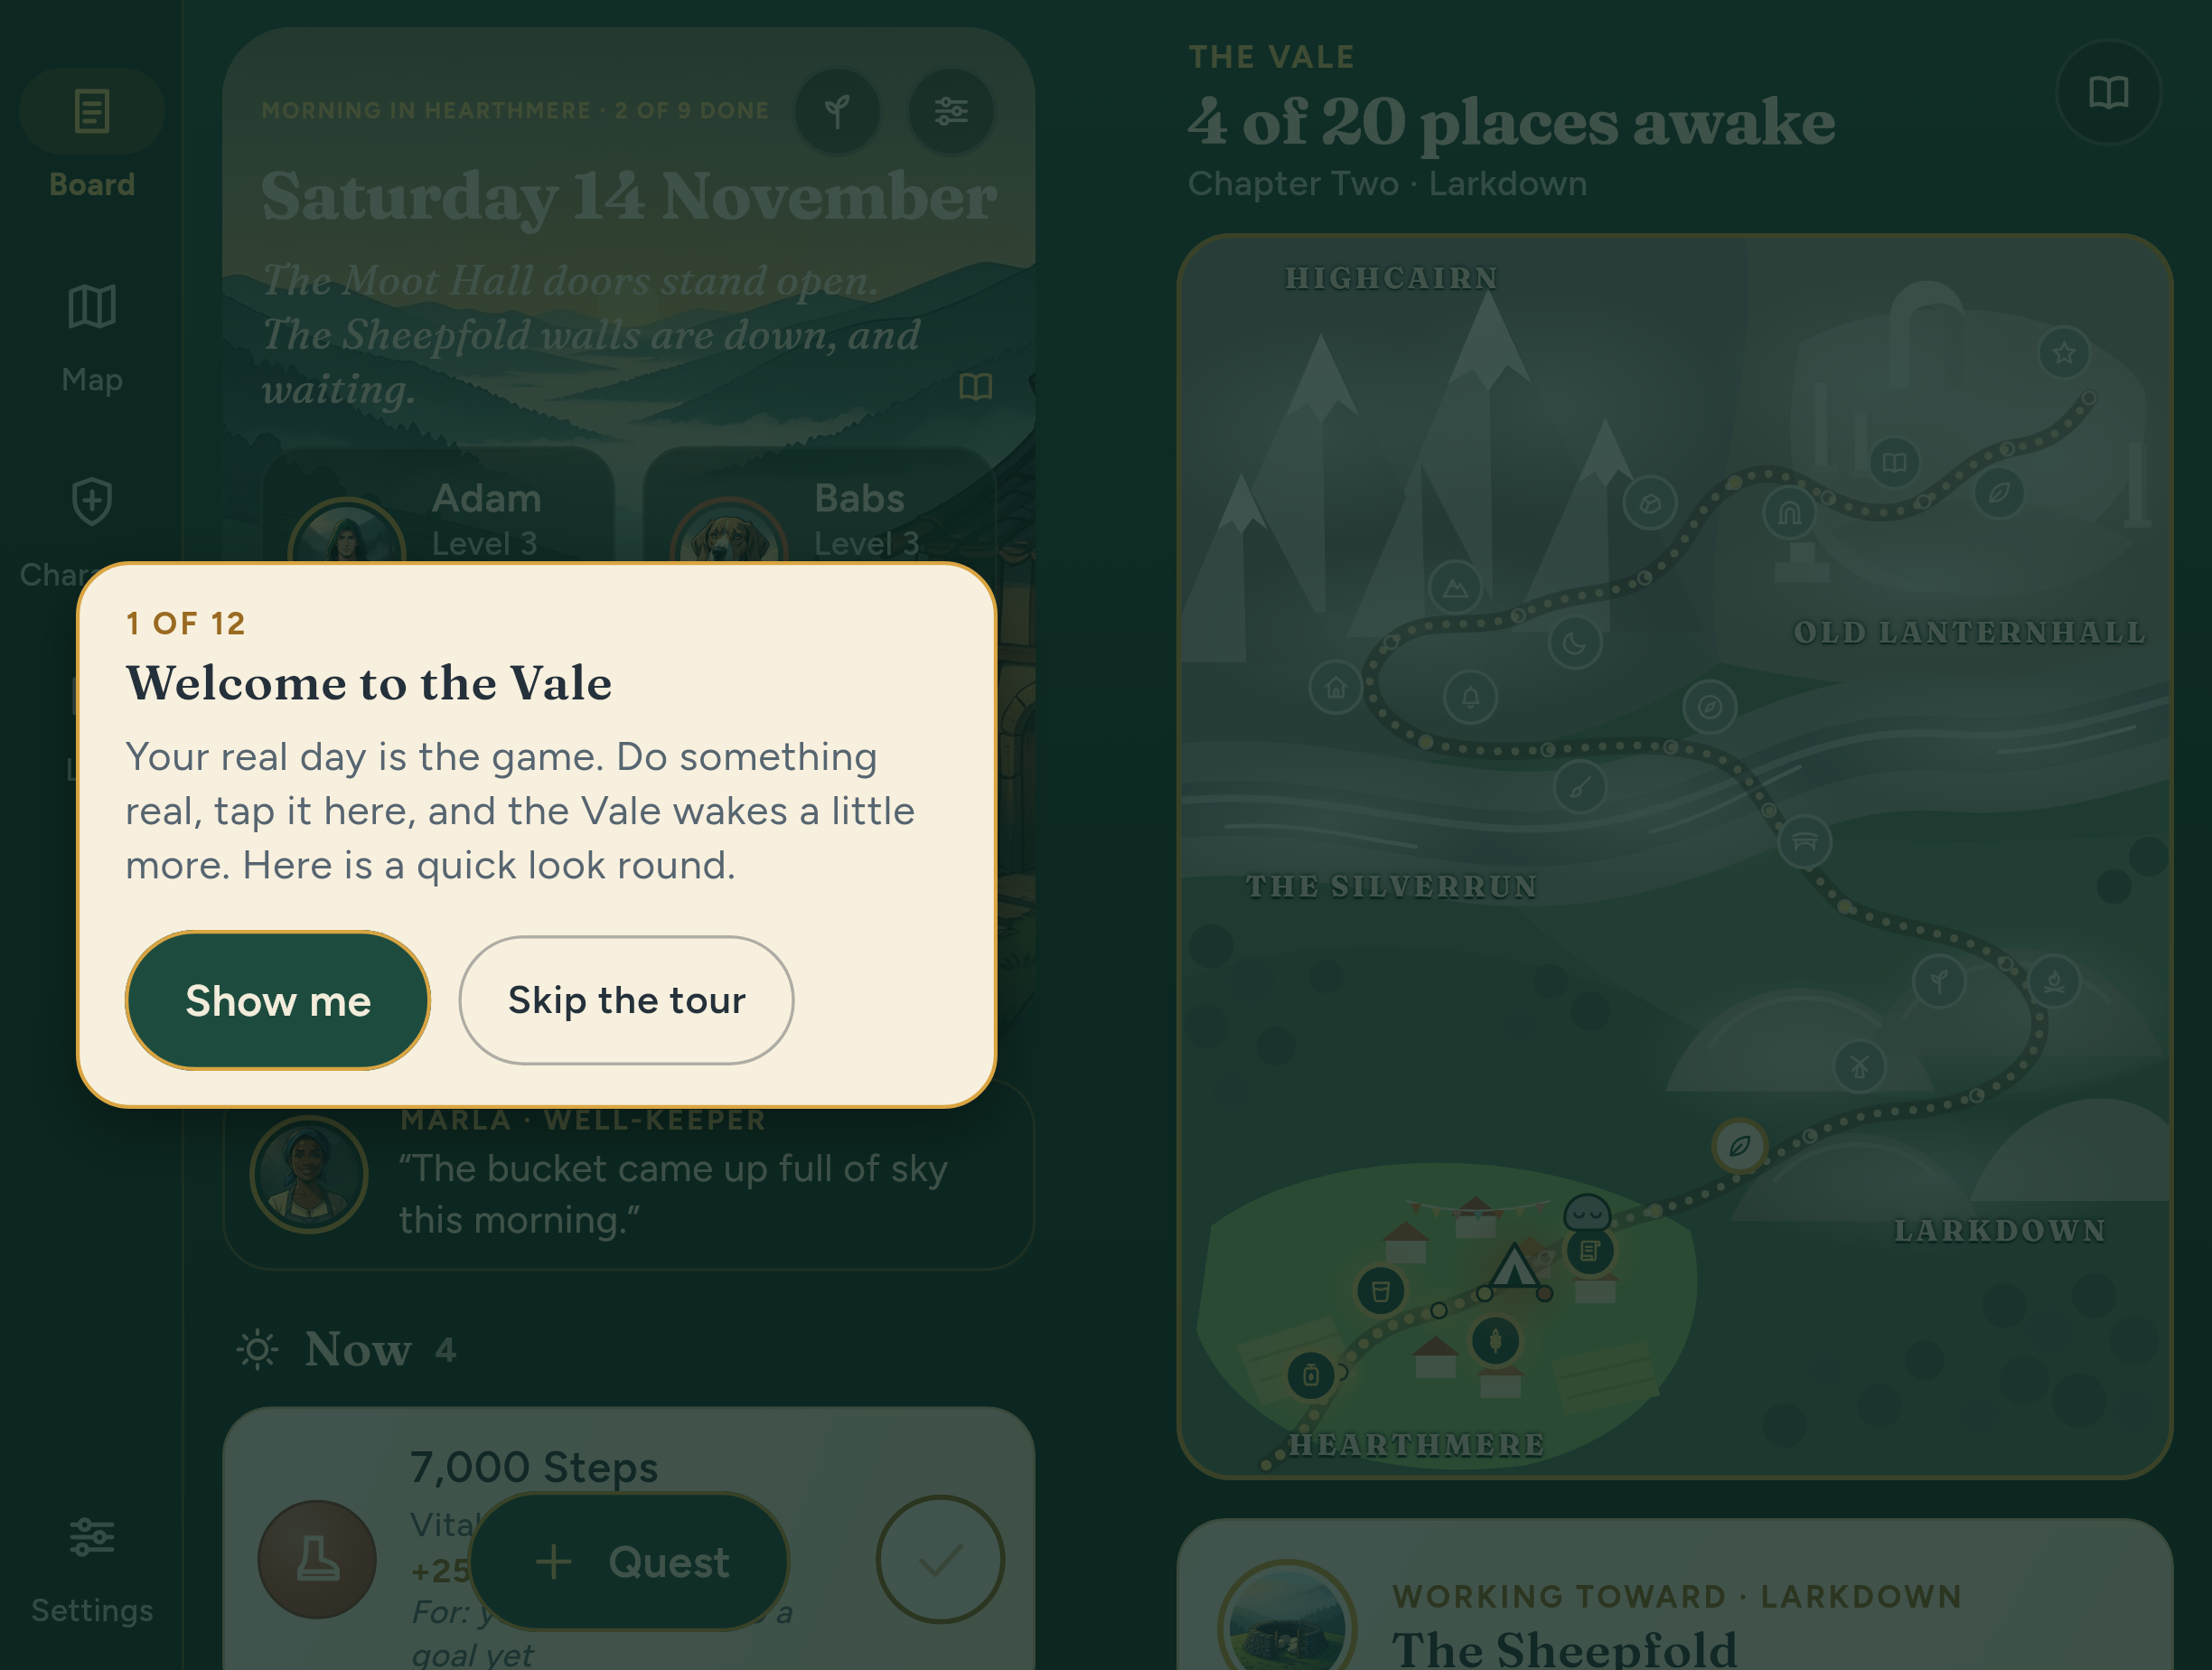 Board
Map
Chara
L
Settings
MORNING IN HEARTHMERE · 2 OF 9 DONE
Saturday 14 November
The Moot Hall doors stand open.
The Sheepfold walls are down, and
waiting.
Adam
Level 3
Babs
Level 3
1 OF 12
Welcome to the Vale
Your real day is the game. Do something
real, tap it here, and the Vale wakes a little
more. Here is a quick look round.
Show me
Skip the tour
MARLA · WELL-KEEPER
“The bucket came up full of sky
this morning.”
Now 4
7,000 Steps
Vital
+25
For: y a
goal yet
Quest
THE VALE
4 of 20 places awake
Chapter Two · Larkdown
HIGHCAIRN
OLD LANTERNHALL
THE SILVERRUN
LARKDOWN
HEARTHMERE
WORKING TOWARD · LARKDOWN
The Sheepfold